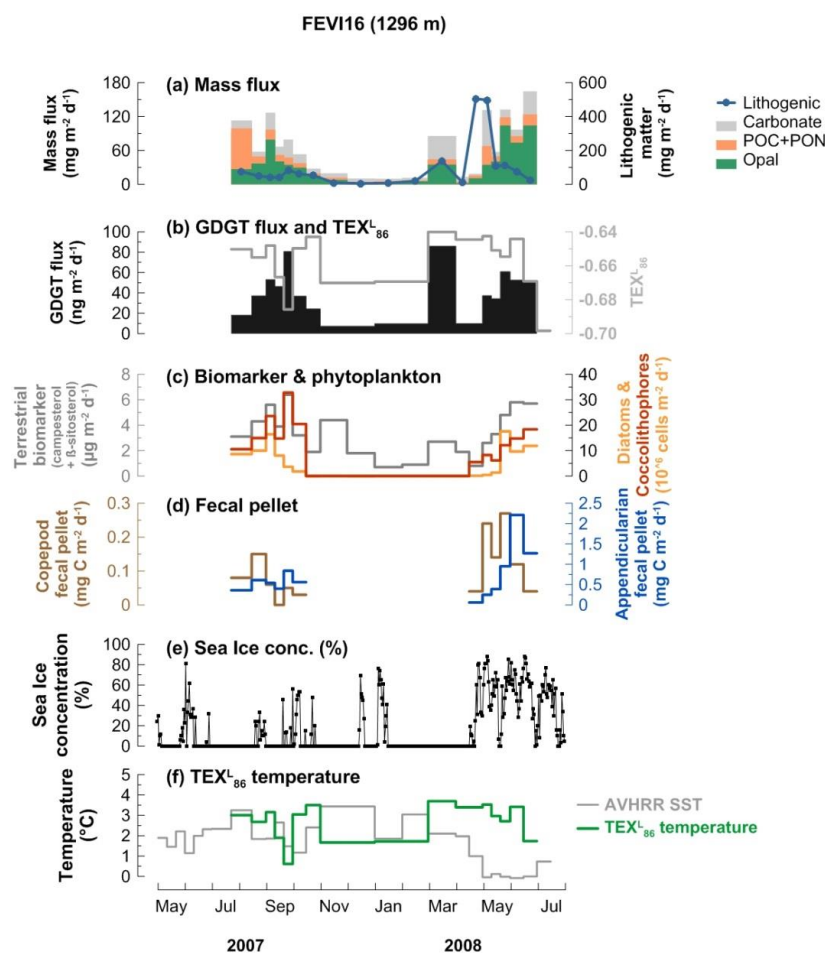 FEVI16 (1296 m)
(a) Mass flux
Mass flux
(mg m⁻² d⁻¹)
180
120
60
0
600
400
200
0
Lithogenic
matter
(mg m⁻² d⁻¹)
Lithogenic
Carbonate
POC+PON
Opal
(b) GDGT flux and TEXᴸ₈₆
GDGT flux
(ng m⁻² d⁻¹)
100
80
60
40
20
0
-0.64
-0.66
-0.68
-0.70
TEXᴸ₈₆
(c) Biomarker & phytoplankton
Terrestrial
biomarker
(campesterol
+ ß-sitosterol)
(µg m⁻² d⁻¹)
8
6
4
2
0
40
30
20
10
0
Diatoms &
Coccolithophores
(10^⁶ cells m⁻² d⁻¹)
(d) Fecal pellet
Copepod
fecal pellet
(mg C m⁻² d⁻¹)
0.3
0.2
0.1
0
2.5
2
1.5
1
0.5
0
Appendicularian
fecal pellet
(mg C m⁻² d⁻¹)
(e) Sea Ice conc. (%)
Sea Ice
concentration
(%)
100
80
60
40
20
0
(f) TEXᴸ₈₆ temperature
Temperature
(°C)
5
4
3
2
1
0
AVHRR SST
TEXᴸ₈₆ temperature
May Jul Sep Nov Jan Mar May Jul
2007 2008